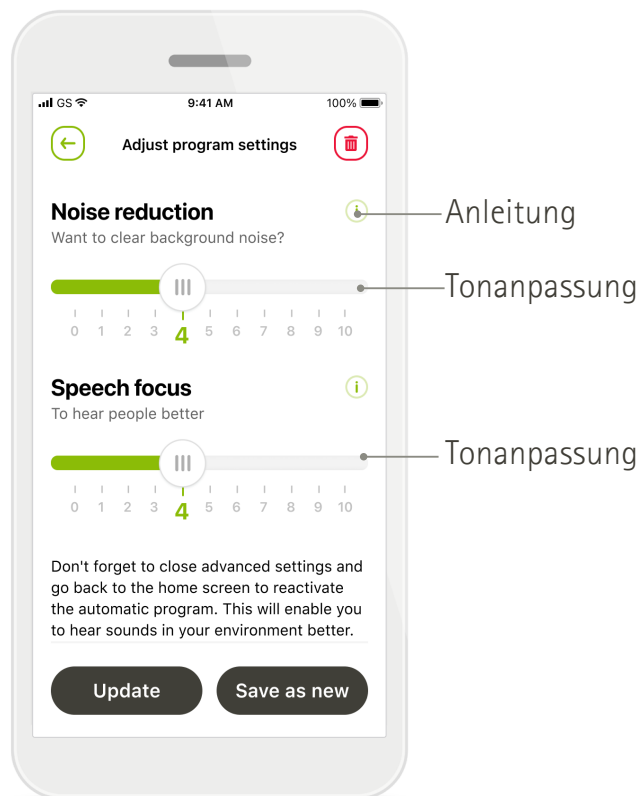 GS 9:41 AM 100%
Adjust program settings
Noise reduction
Anleitung
Want to clear background noise?
Tonanpassung
0 1 2 3 4 5 6 7 8 9 10
Speech focus
To hear people better
Tonanpassung
0 1 2 3 4 5 6 7 8 9 10
Don't forget to close advanced settings and
go back to the home screen to reactivate
the automatic program. This will enable you
to hear sounds in your environment better.
Update Save as new